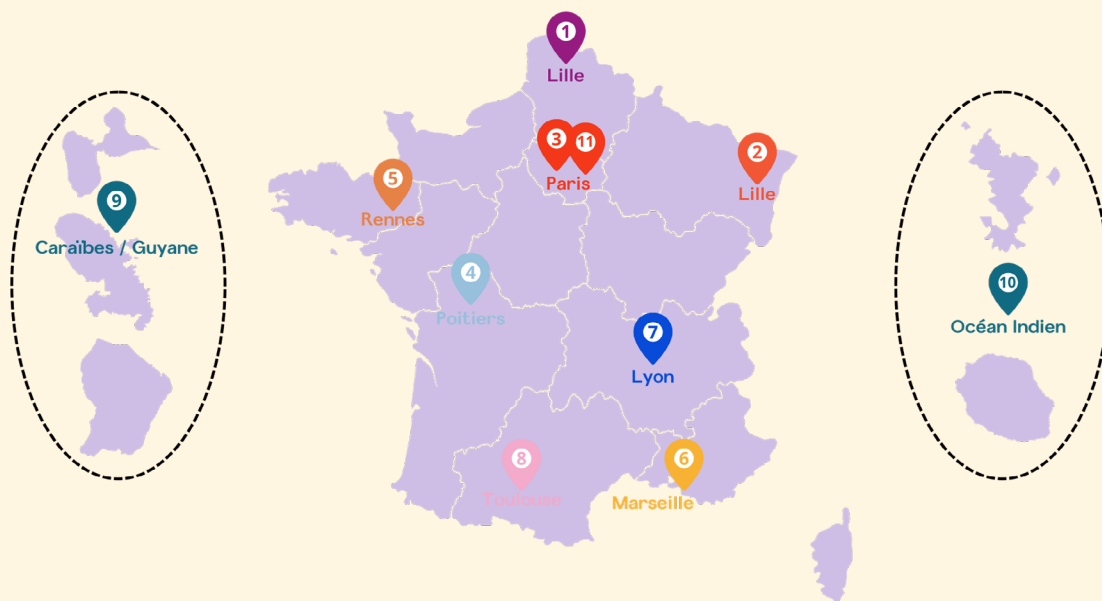 1
Lille
3
11
Paris
2
Lille
5
Rennes
9
Caraïbes / Guyane
4
Poitiers
10
Océan Indien
7
Lyon
8
Toulouse
6
Marseille